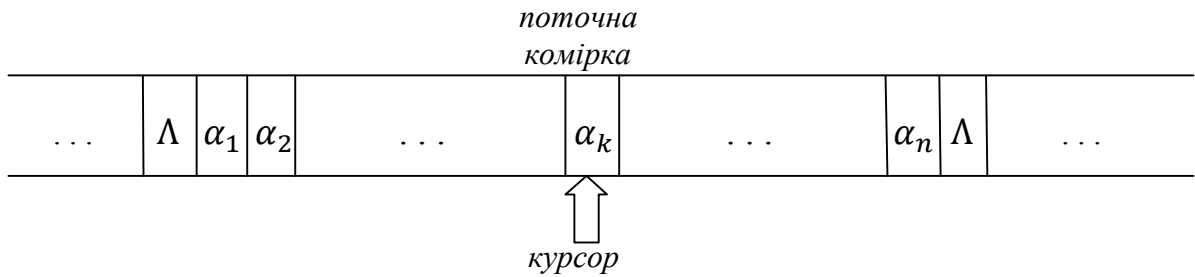 поточна
комірка
. . . Λ α₁ α₂ . . . αₖ . . . αₙ Λ . . .
курсор